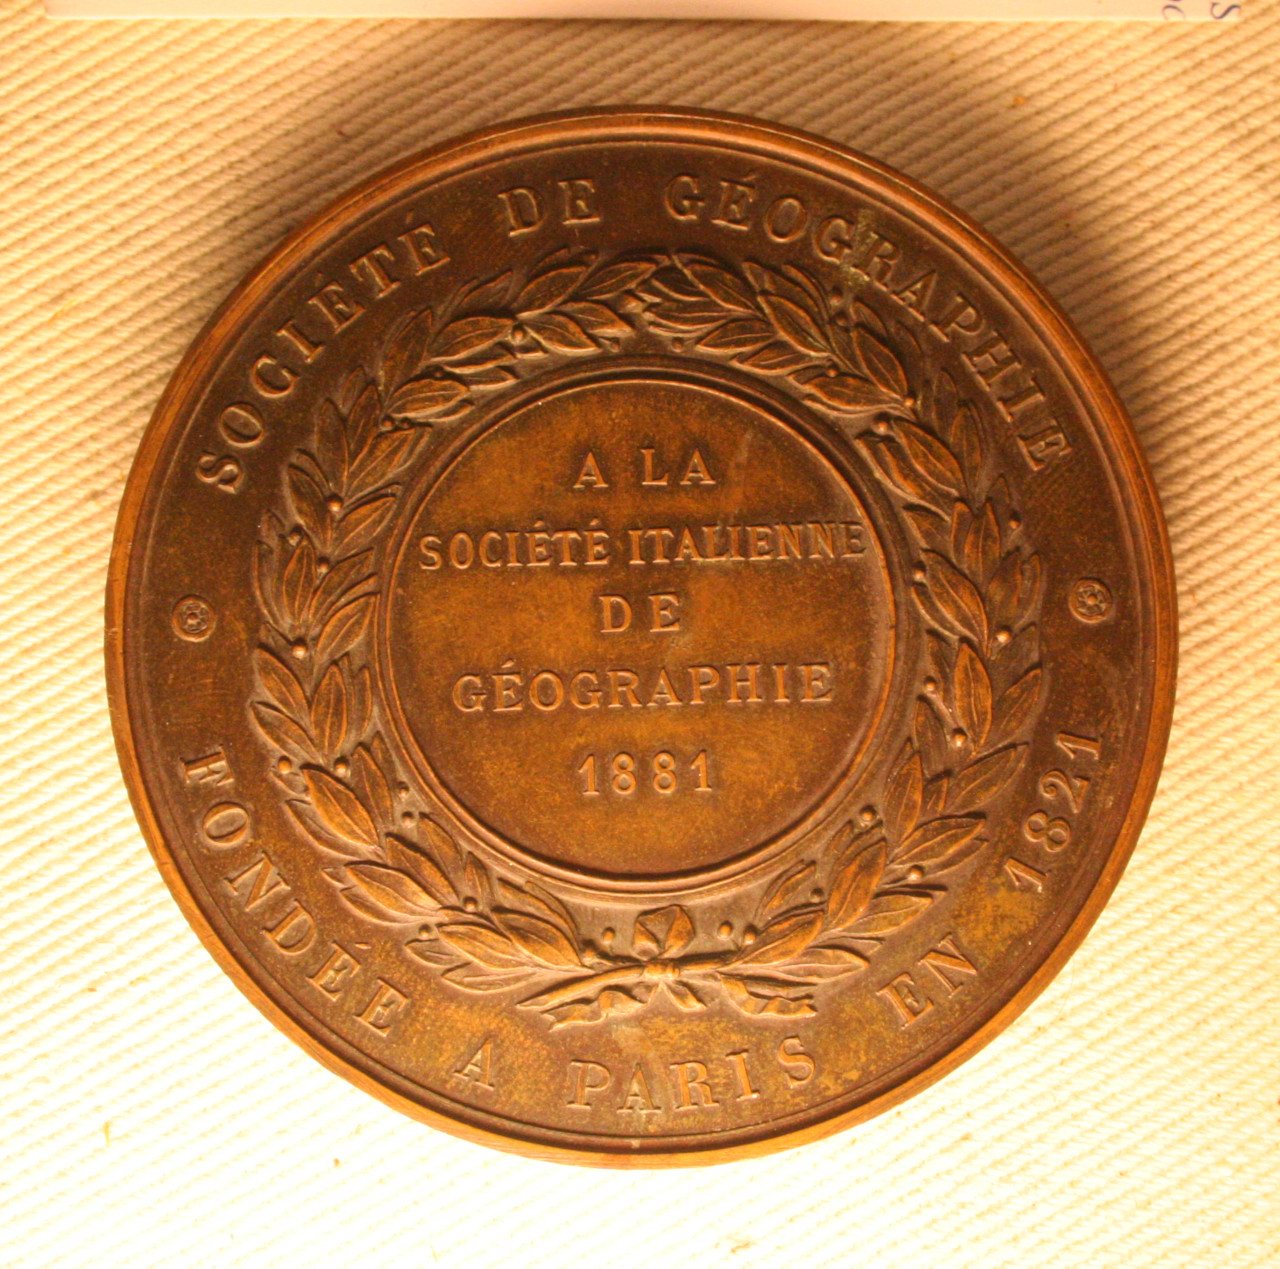 SOCIÉTÉ DE GÉOGRAPHIE
A LA
SOCIÉTÉ ITALIENNE
DE
GÉOGRAPHIE
1881
FONDÉE A PARIS EN 1821